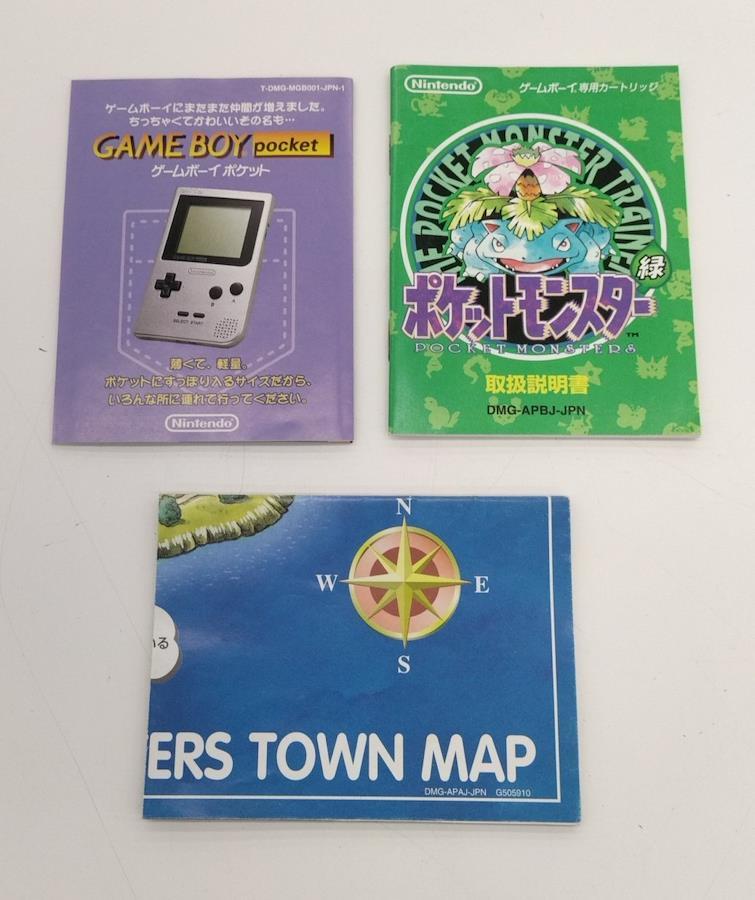 T-DMG-MGB001-JPN-1
ゲームボーイにまたまた仲間が増えました。
ちっちゃくてかわいいその名も…
GAME BOY pocket
ゲームボーイ ポケット
Nintendo
B A
SELECT START
薄くて、軽量。
ポケットにすっぽり入るサイズだから、
いろんな所に連れて行ってください。
Nintendo
Nintendo
ゲームボーイ専用カートリッジ
THE POCKET MONSTER TRAINER
緑
ポケットモンスター
TM
POCKET MONSTERS
取扱説明書
DMG-APBJ-JPN
N
W E
S
いる
ERS TOWN MAP
DMG-APAJ-JPN G505910